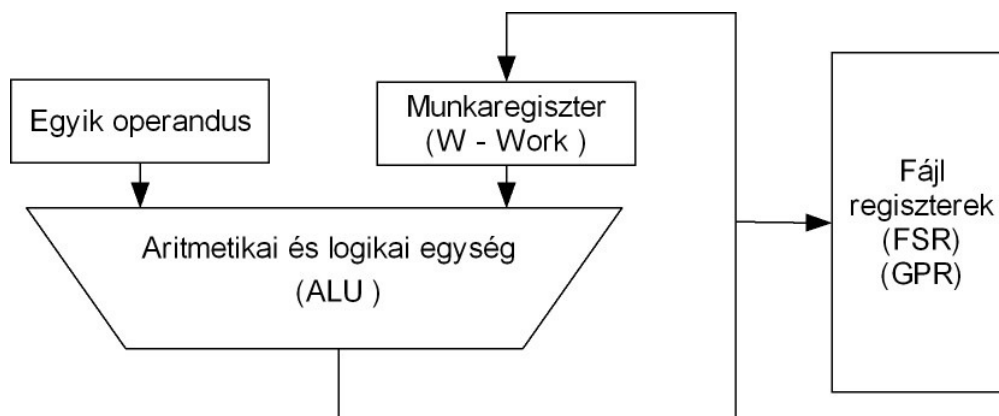 Egyik operandus
Munkaregiszter
(W - Work )
Aritmetikai és logikai egység
(ALU )
Fájl
regiszterek
(FSR)
(GPR)